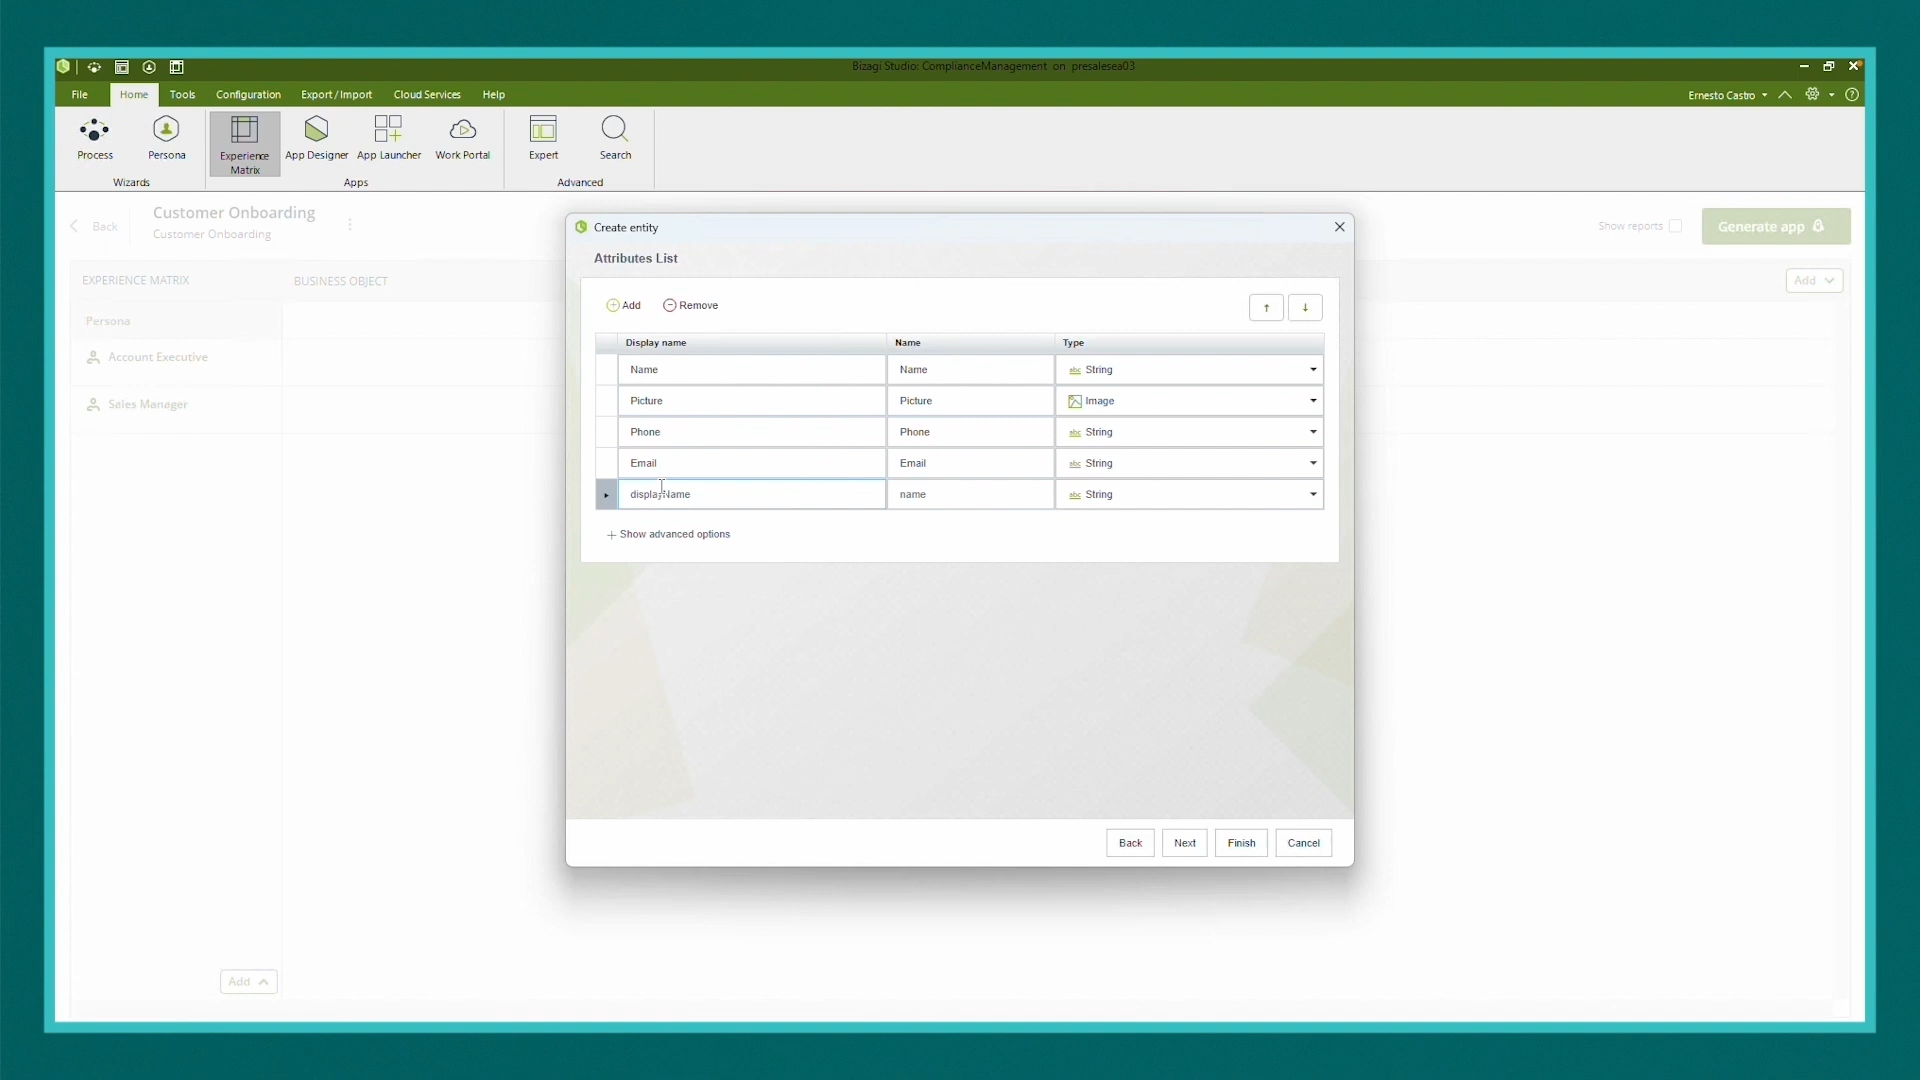 Bizagi Studio: ComplianceManagement on presalesea03
File Home Tools Configuration Export / Import Cloud Services Help Ernesto Castro
Process Persona Experience Matrix App Designer App Launcher Work Portal Expert Search
Wizards Apps Advanced
Back
Customer Onboarding
Customer Onboarding
Show reports
Generate app
EXPERIENCE MATRIX BUSINESS OBJECT Add
Persona
Account Executive
Sales Manager
Add
Create entity
Attributes List
Add Remove
Display name Name Type
Name Name abc String
Picture Picture Image
Phone Phone abc String
Email Email abc String
displayName name abc String
Show advanced options
Back Next Finish Cancel